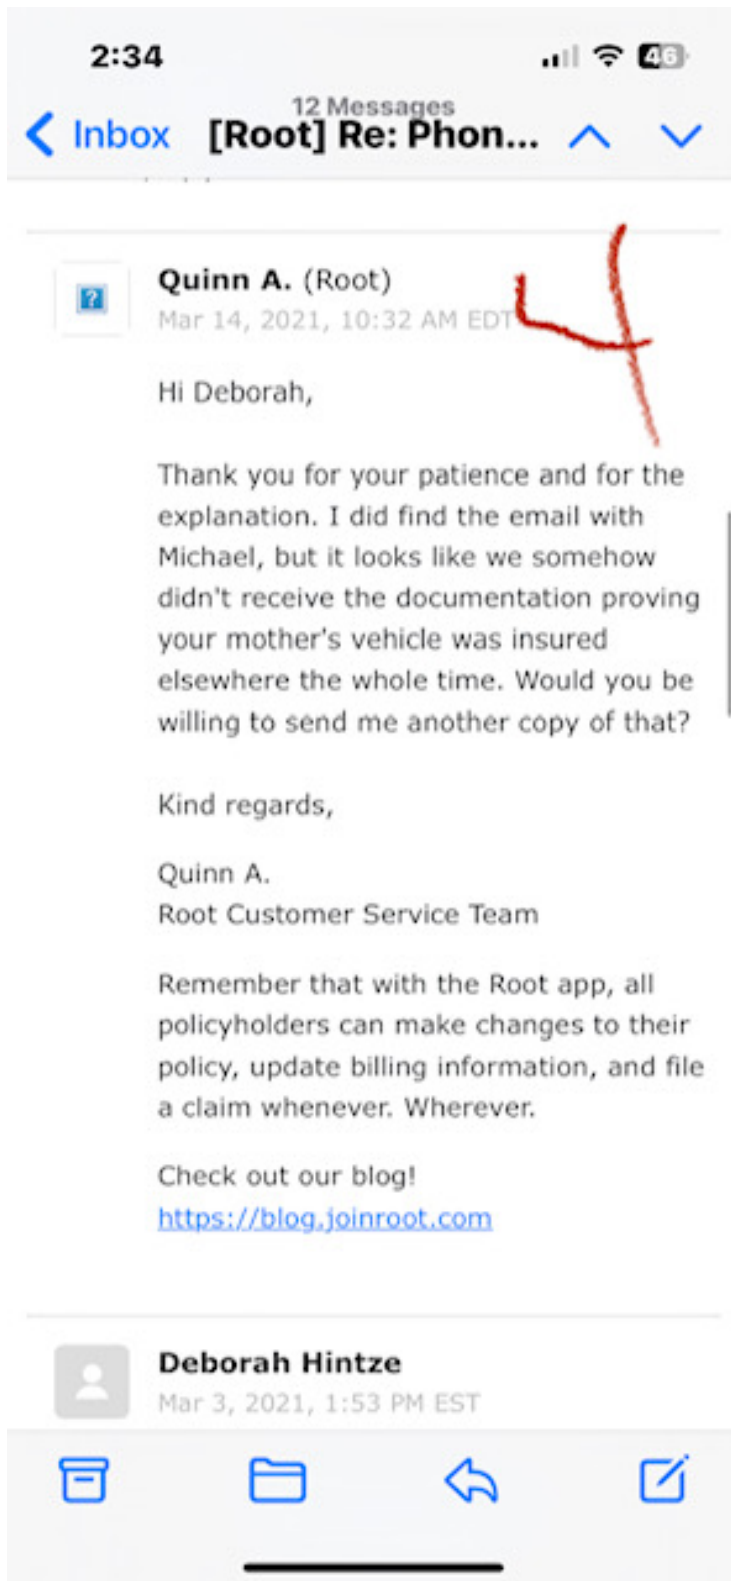 2:34
46
12 Messages
Inbox
[Root] Re: Phon...
4
?
Quinn A. (Root)
Mar 14, 2021, 10:32 AM EDT
Hi Deborah,
Thank you for your patience and for the
explanation. I did find the email with
Michael, but it looks like we somehow
didn't receive the documentation proving
your mother's vehicle was insured
elsewhere the whole time. Would you be
willing to send me another copy of that?
Kind regards,
Quinn A.
Root Customer Service Team
Remember that with the Root app, all
policyholders can make changes to their
policy, update billing information, and file
a claim whenever. Wherever.
Check out our blog!
https://blog.joinroot.com
Deborah Hintze
Mar 3, 2021, 1:53 PM EST